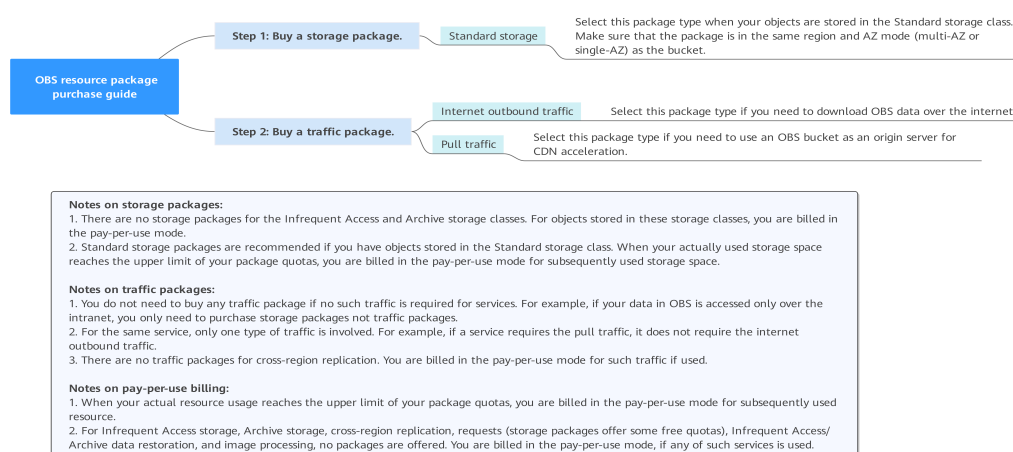 OBS resource package
purchase guide
Step 1: Buy a storage package.
Standard storage
Select this package type when your objects are stored in the Standard storage class.
Make sure that the package is in the same region and AZ mode (multi-AZ or
single-AZ) as the bucket.
Step 2: Buy a traffic package.
Internet outbound traffic
Select this package type if you need to download OBS data over the internet
Pull traffic
Select this package type if you need to use an OBS bucket as an origin server for
CDN acceleration.
Notes on storage packages:
1. There are no storage packages for the Infrequent Access and Archive storage classes. For objects stored in these storage classes, you are billed in
the pay-per-use mode.
2. Standard storage packages are recommended if you have objects stored in the Standard storage class. When your actually used storage space
reaches the upper limit of your package quotas, you are billed in the pay-per-use mode for subsequently used storage space.
Notes on traffic packages:
1. You do not need to buy any traffic package if no such traffic is required for services. For example, if your data in OBS is accessed only over the
intranet, you only need to purchase storage packages not traffic packages.
2. For the same service, only one type of traffic is involved. For example, if a service requires the pull traffic, it does not require the internet
outbound traffic.
3. There are no traffic packages for cross-region replication. You are billed in the pay-per-use mode for such traffic if used.
Notes on pay-per-use billing:
1. When your actual resource usage reaches the upper limit of your package quotas, you are billed in the pay-per-use mode for subsequently used
resource.
2. For Infrequent Access storage, Archive storage, cross-region replication, requests (storage packages offer some free quotas), Infrequent Access/
Archive data restoration, and image processing, no packages are offered. You are billed in the pay-per-use mode, if any of such services is used.